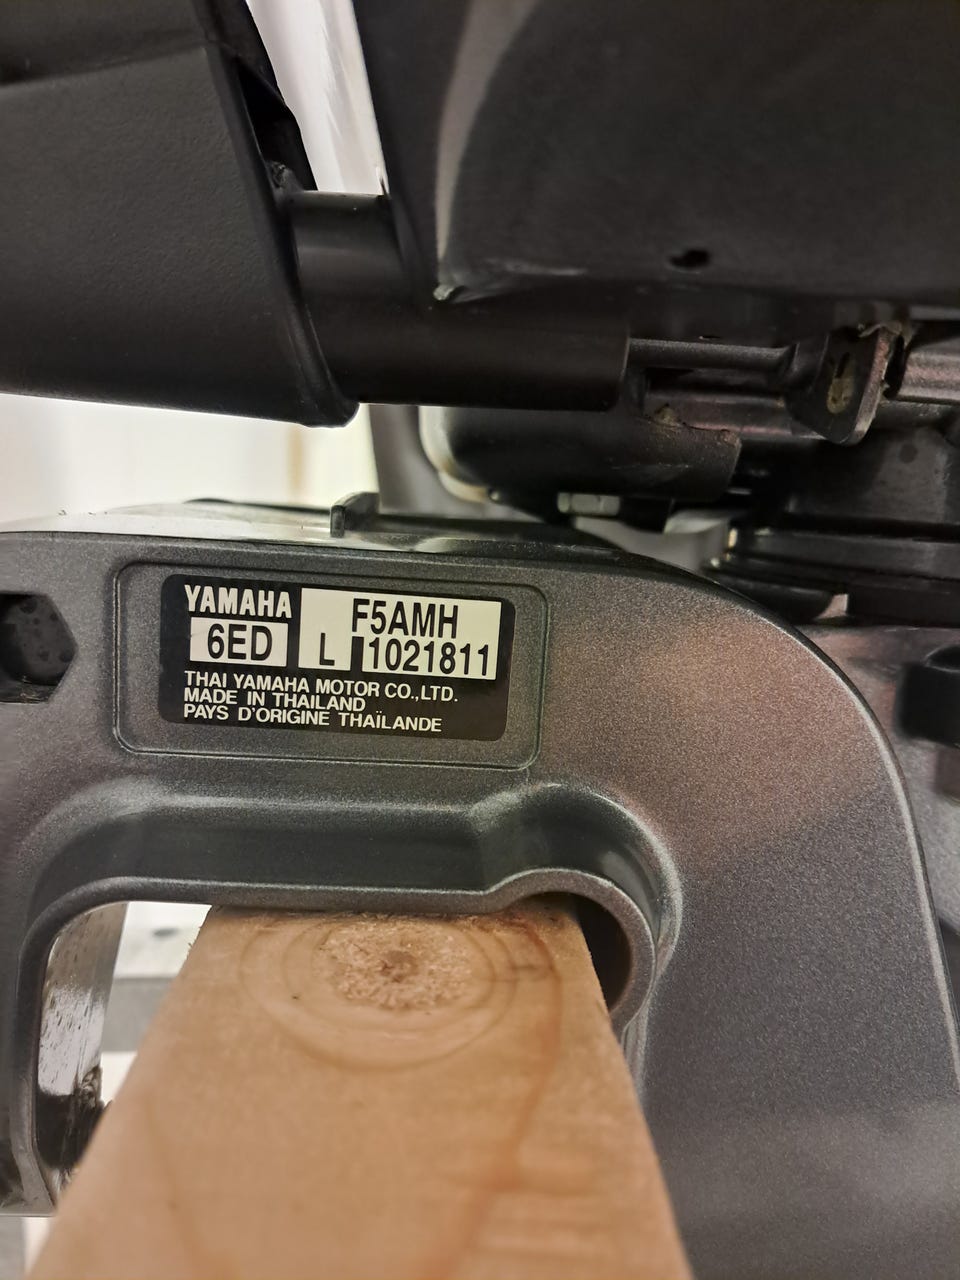 YAMAHA F5AMH
6ED L 1021811
THAI YAMAHA MOTOR CO.,LTD.
MADE IN THAILAND
PAYS D'ORIGINE THAÏLANDE